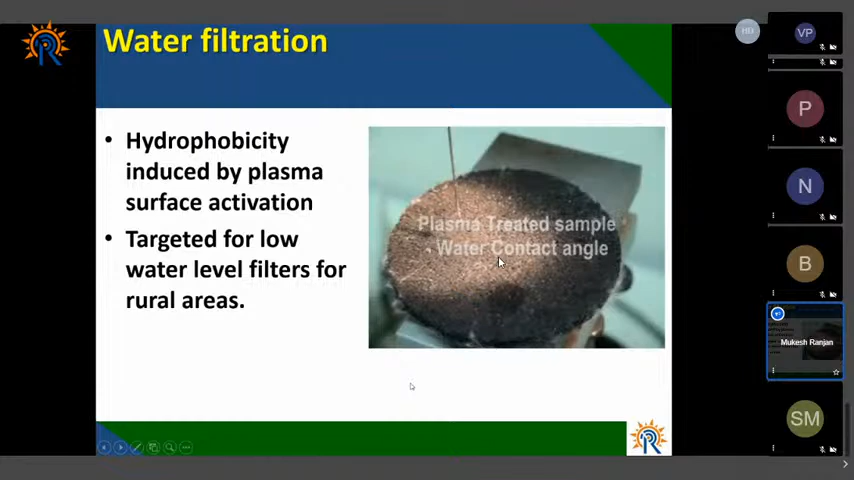 Water filtration
HD
VP
• Hydrophobicity
induced by plasma
surface activation
• Targeted for low
water level filters for
rural areas.
Plasma Treated sample
- Water Contact angle
P
N
B
Mukesh Ranjan
SM